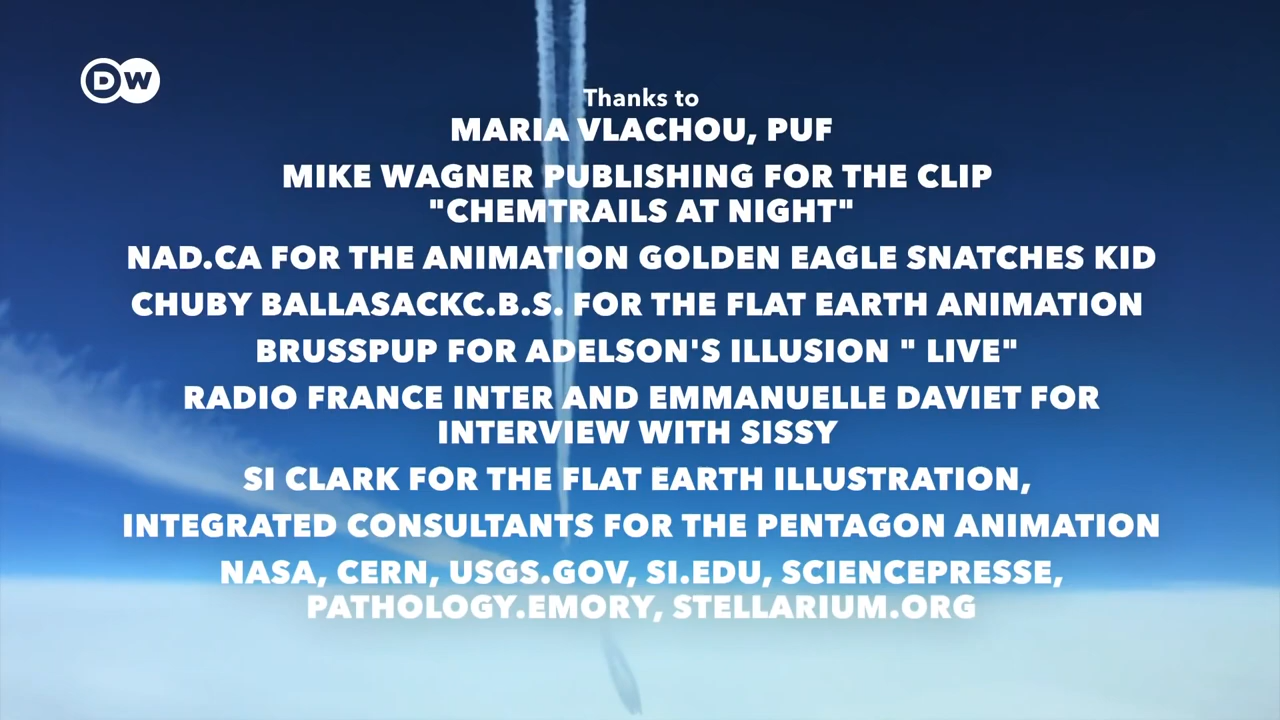 DW
Thanks to
MARIA VLACHOU, PUF
MIKE WAGNER PUBLISHING FOR THE CLIP
"CHEMTRAILS AT NIGHT"
NAD.CA FOR THE ANIMATION GOLDEN EAGLE SNATCHES KID
CHUBY BALLASACKC.B.S. FOR THE FLAT EARTH ANIMATION
BRUSSPUP FOR ADELSON'S ILLUSION " LIVE"
RADIO FRANCE INTER AND EMMANUELLE DAVIET FOR
INTERVIEW WITH SISSY
SI CLARK FOR THE FLAT EARTH ILLUSTRATION,
INTEGRATED CONSULTANTS FOR THE PENTAGON ANIMATION
NASA, CERN, USGS.GOV, SI.EDU, SCIENCEPRESSE,
PATHOLOGY.EMORY, STELLARIUM.ORG